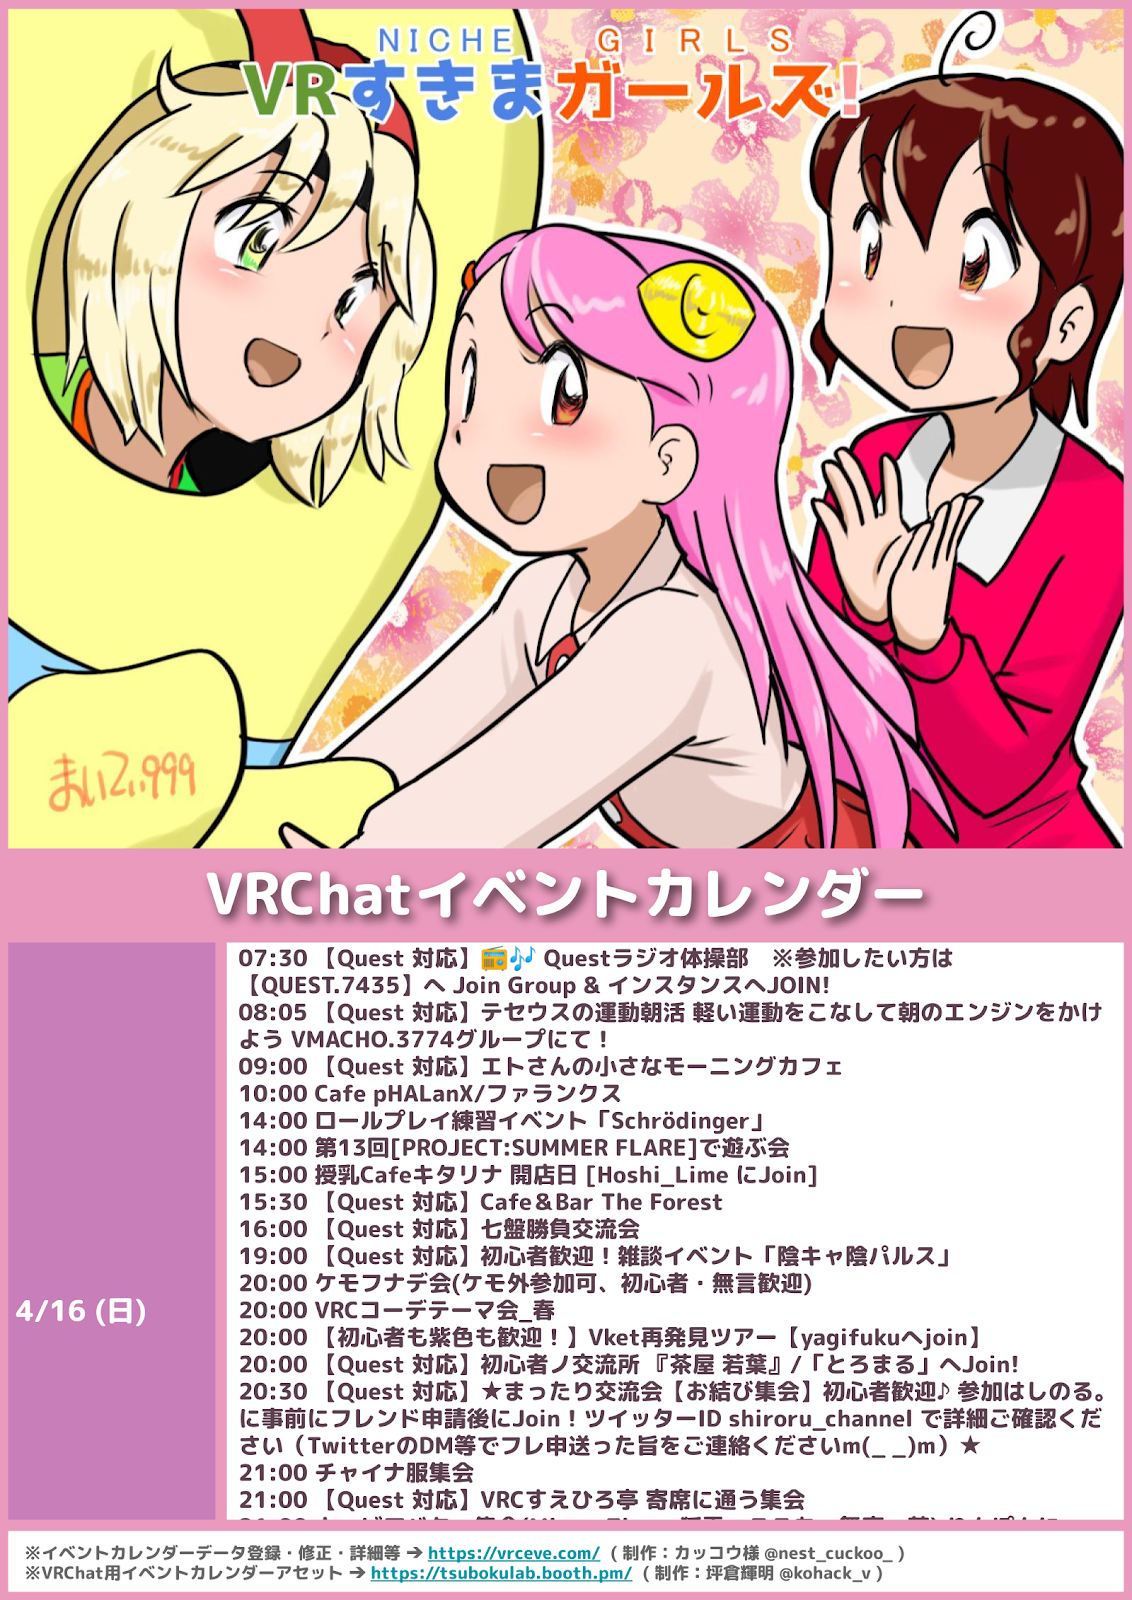 NICHE GIRLS
VRすきまガールズ!
まいてぃ999
VRChatイベントカレンダー
4/16 (日)
07:30 【Quest 対応】📻🎶 Questラジオ体操部　※参加したい方は
【QUEST.7435】へ Join Group & インスタンスへJOIN!
08:05 【Quest 対応】テセウスの運動朝活 軽い運動をこなして朝のエンジンをかけ
よう VMACHO.3774グループにて！
09:00 【Quest 対応】エトさんの小さなモーニングカフェ
10:00 Cafe pHALanX/ファランクス
14:00 ロールプレイ練習イベント「Schrödinger」
14:00 第13回[PROJECT:SUMMER FLARE]で遊ぶ会
15:00 授乳Cafeキタリナ 開店日 [Hoshi_Lime にJoin]
15:30 【Quest 対応】Cafe＆Bar The Forest
16:00 【Quest 対応】七盤勝負交流会
19:00 【Quest 対応】初心者歓迎！雑談イベント「陰キャ陰パルス」
20:00 ケモフナデ会(ケモ外参加可、初心者・無言歓迎)
20:00 VRCコーデテーマ会_春
20:00 【初心者も紫色も歓迎！】Vket再発見ツアー【yagifukuへjoin】
20:00 【Quest 対応】初心者ノ交流所 『茶屋 若葉』/「とろまる」へJoin!
20:30 【Quest 対応】★まったり交流会【お結び集会】初心者歓迎♪ 参加はしのる。
に事前にフレンド申請後にJoin！ツイッターID shiroru_channel で詳細ご確認くだ
さい（TwitterのDM等でフレ申送った旨をご連絡くださいm(_ _)m）★
21:00 チャイナ服集会
21:00 【Quest 対応】VRCすえひろ亭 寄席に通う集会
※イベントカレンダーデータ登録・修正・詳細等 ➔ https://vrceve.com/ ( 制作：カッコウ様 @nest_cuckoo_ )
※VRChat用イベントカレンダーアセット ➔ https://tsubokulab.booth.pm/ ( 制作：坪倉輝明 @kohack_v )